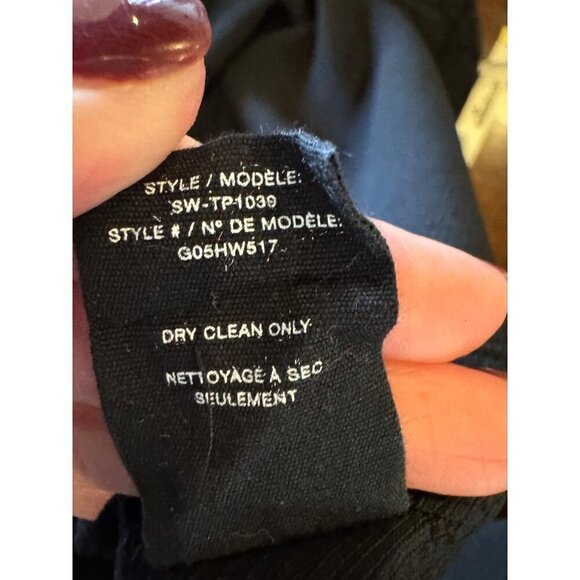 STYLE / MODÈLE:
SW-TP1039
STYLE # / Nº DE MODÈLE:
G05HW517
DRY CLEAN ONLY
NETTOYAGE À SEC
SEULEMENT